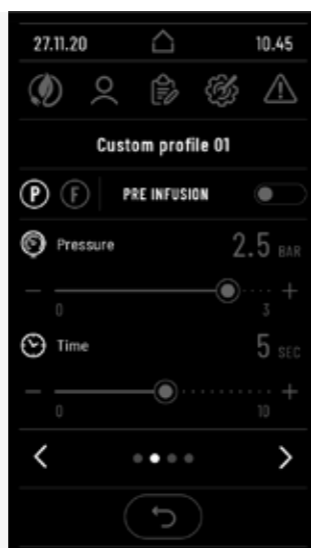 27.11.20 10.45
Custom profile 01
P F PRE INFUSION
Pressure 2.5 BAR
− +
0 3
Time 5 SEC
− +
0 10